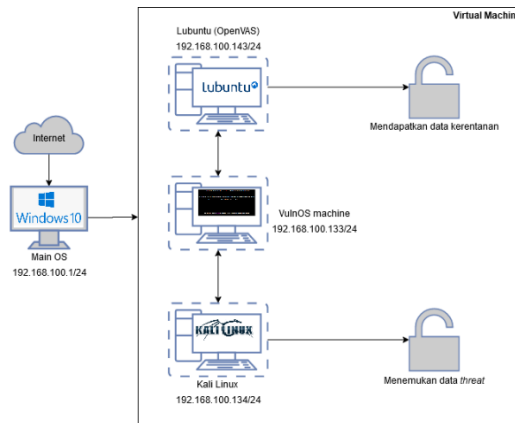 Virtual Machin
Lubuntu (OpenVAS)
192.168.100.143/24
Lubuntu
Mendapatkan data kerentanan
Internet
Windows 10
Main OS
192.168.100.1/24
VulnOS machine
192.168.100.133/24
KALI LINUX
Kali Linux
192.168.100.134/24
Menemukan data threat